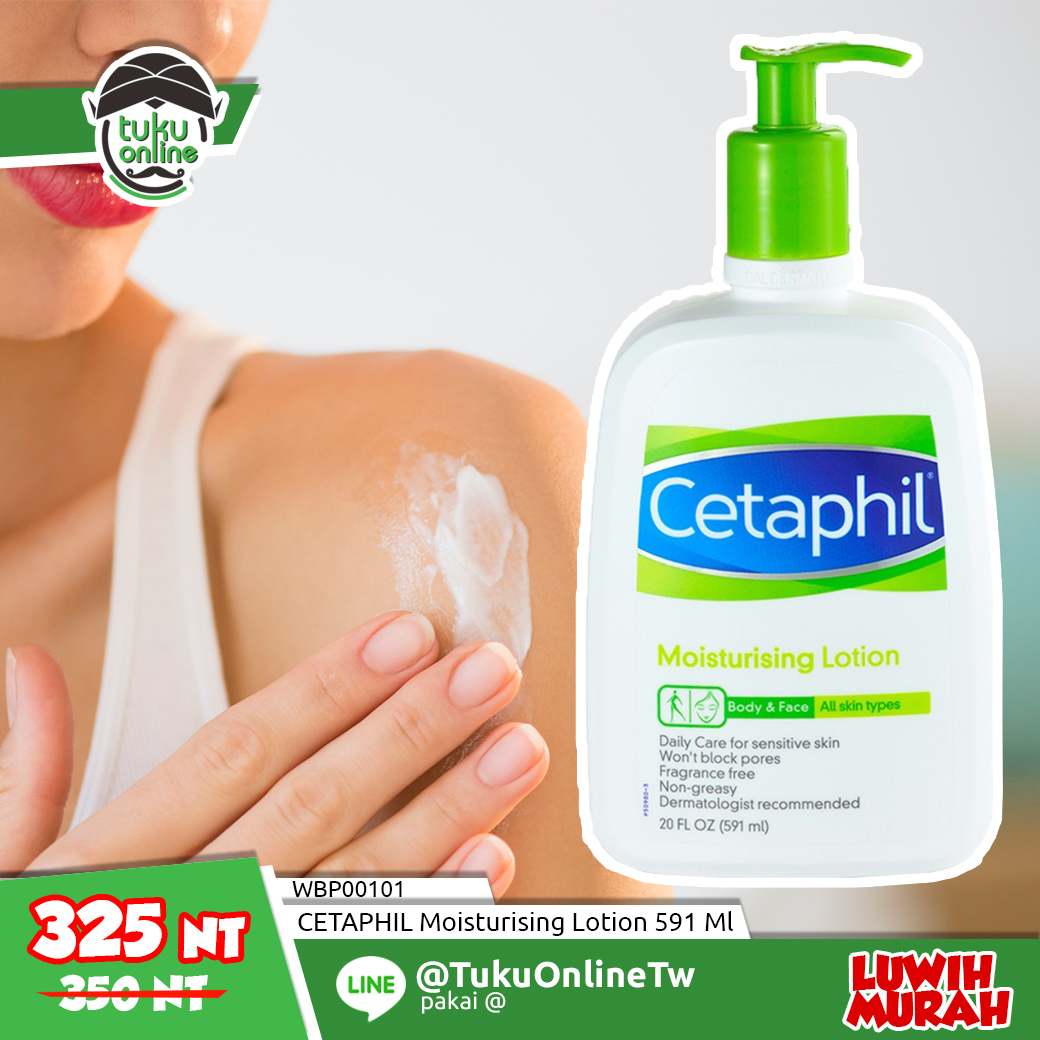 tuku
online
Cetaphil®
Moisturising Lotion
Body & Face All skin types
Daily Care for sensitive skin
Won't block pores
Fragrance free
Non-greasy
Dermatologist recommended
20 FL OZ (591 ml)
WBP00101
CETAPHIL Moisturising Lotion 591 Ml
325 NT
350 NT
LINE
@TukuOnlineTw
pakai @
LUWIH
MURAH